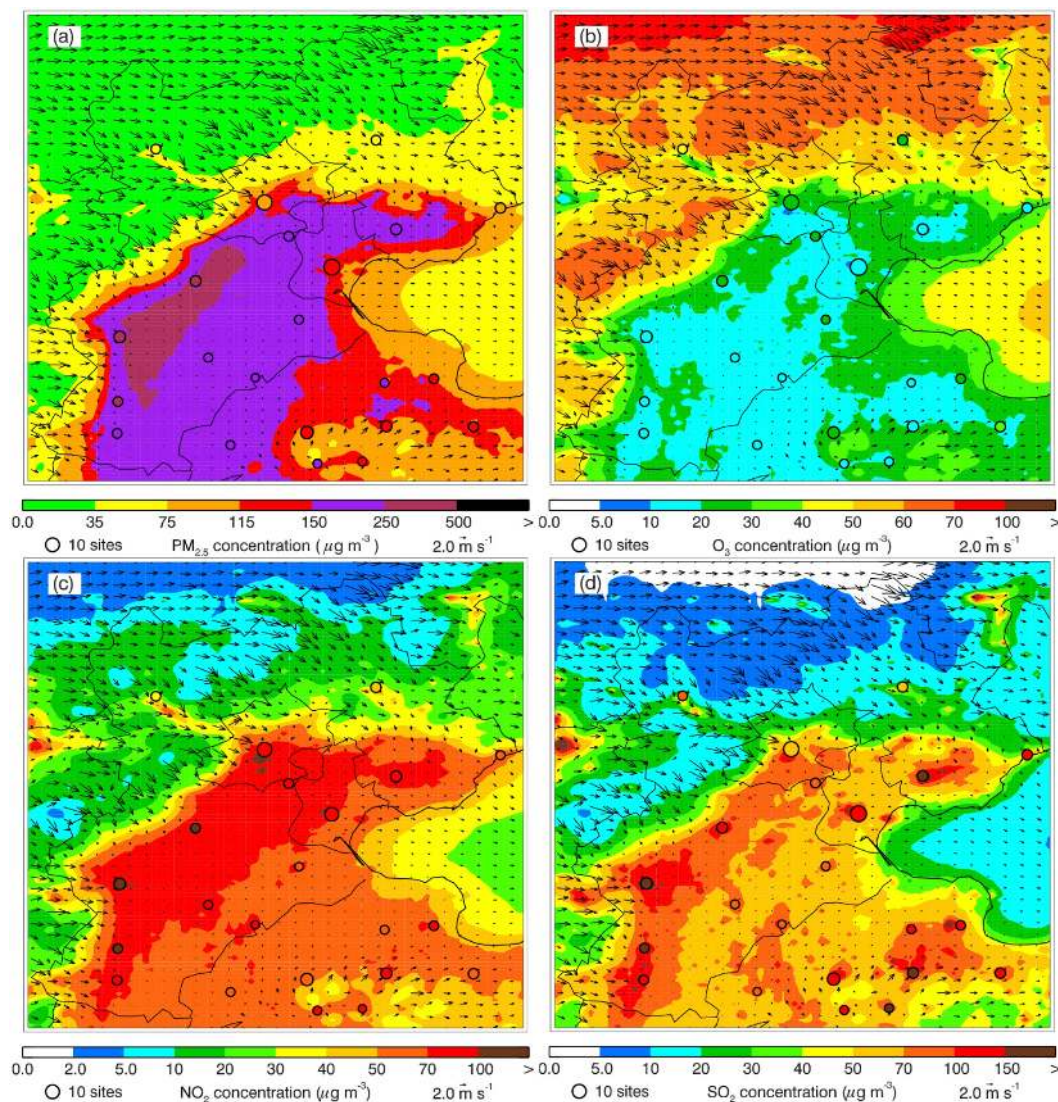 (a)
(b)
0.0 35 75 115 150 250 500 >
10 sites PM2.5 concentration (μg m-3) 2.0 m s-1
0.0 5.0 10 20 30 40 50 60 70 100 >
10 sites O3 concentration (μg m-3) 2.0 m s-1
(c)
(d)
0.0 2.0 5.0 10 20 30 40 50 70 100 >
10 sites NO2 concentration (μg m-3) 2.0 m s-1
0.0 5.0 10 20 30 40 50 70 100 150 >
10 sites SO2 concentration (μg m-3) 2.0 m s-1